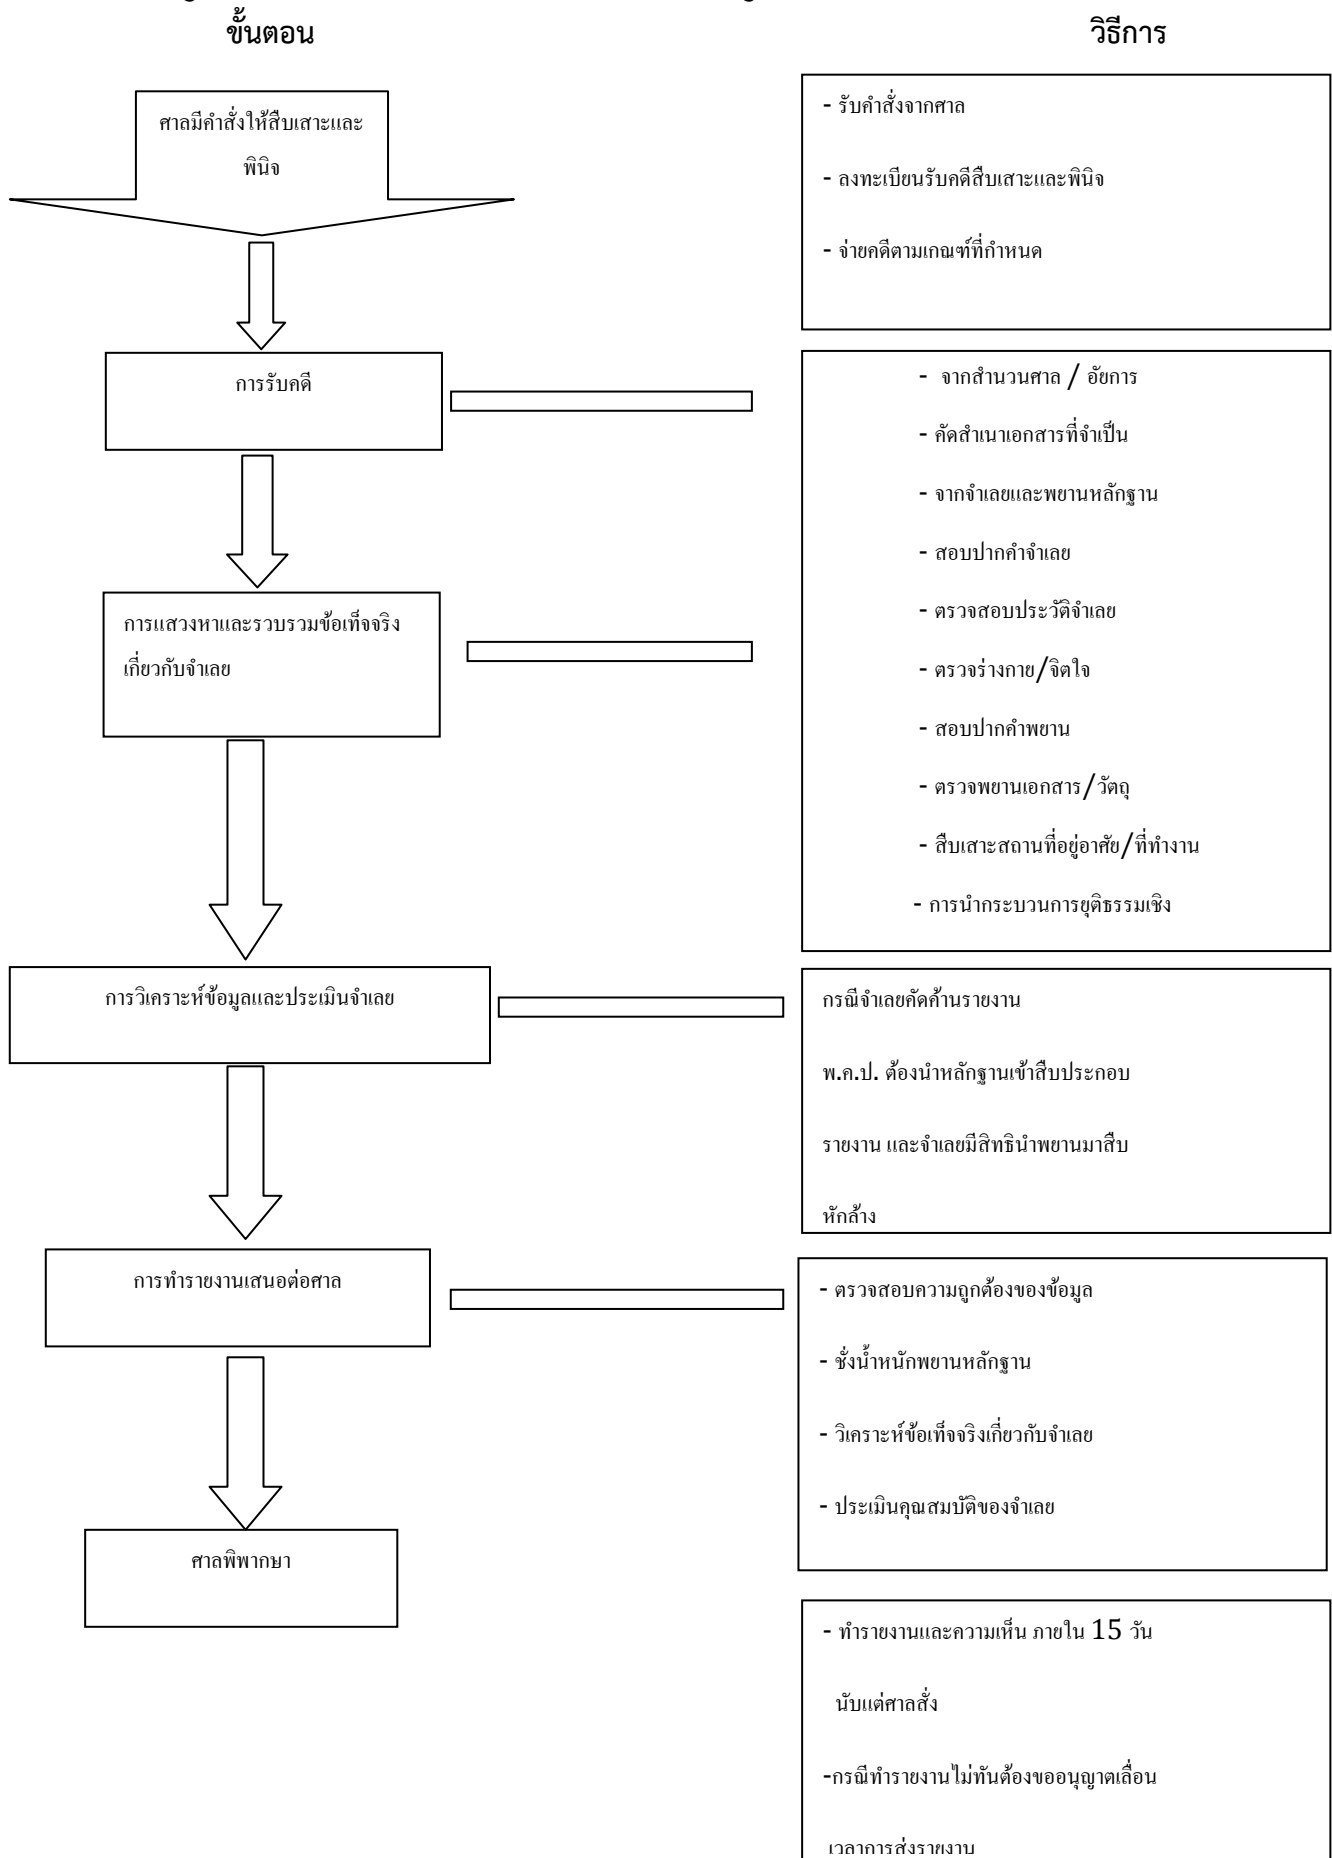 ขั้นตอน
วิธีการ
ศาลมีคำสั่งให้สืบเสาะและ
พินิจ
- รับคำสั่งจากศาล
- ลงทะเบียนรับคดีสืบเสาะและพินิจ
- จ่ายคดีตามเกณฑ์ที่กำหนด
การรับคดี
- จากสำนวนศาล / อัยการ
- คัดสำเนาเอกสารที่จำเป็น
- จากจำเลยและพยานหลักฐาน
- สอบปากคำจำเลย
- ตรวจสอบประวัติจำเลย
- ตรวจร่างกาย/จิตใจ
- สอบปากคำพยาน
- ตรวจพยานเอกสาร/วัตถุ
- สืบเสาะสถานที่อยู่อาศัย/ที่ทำงาน
- การนำกระบวนการยุติธรรมเชิง
การแสวงหาและรวบรวมข้อเท็จจริง
เกี่ยวกับจำเลย
การวิเคราะห์ข้อมูลและประเมินจำเลย
กรณีจำเลยคัดค้านรายงาน
พ.ค.ป. ต้องนำหลักฐานเข้าสืบประกอบ
รายงาน และจำเลยมีสิทธินำพยานมาสืบ
หักล้าง
การทำรายงานเสนอต่อศาล
- ตรวจสอบความถูกต้องของข้อมูล
- ชั่งน้ำหนักพยานหลักฐาน
- วิเคราะห์ข้อเท็จจริงเกี่ยวกับจำเลย
- ประเมินคุณสมบัติของจำเลย
ศาลพิพากษา
- ทำรายงานและความเห็น ภายใน 15 วัน
นับแต่ศาลสั่ง
-กรณีทำรายงานไม่ทันต้องขออนุญาตเลื่อน
เวลาการส่งรายงาน